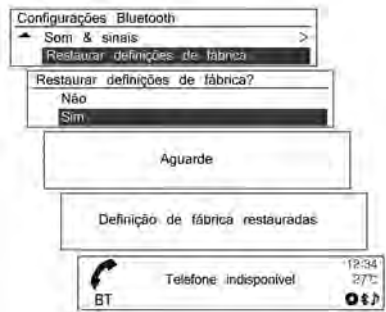 Configurações Bluetooth
Som & sinais >
Restaurar definições de fábrica
Restaurar definições de fábrica?
Não
Sim
Aguarde
Definição de fábrica restauradas
12:34
Telefone indisponível 27°C
BT